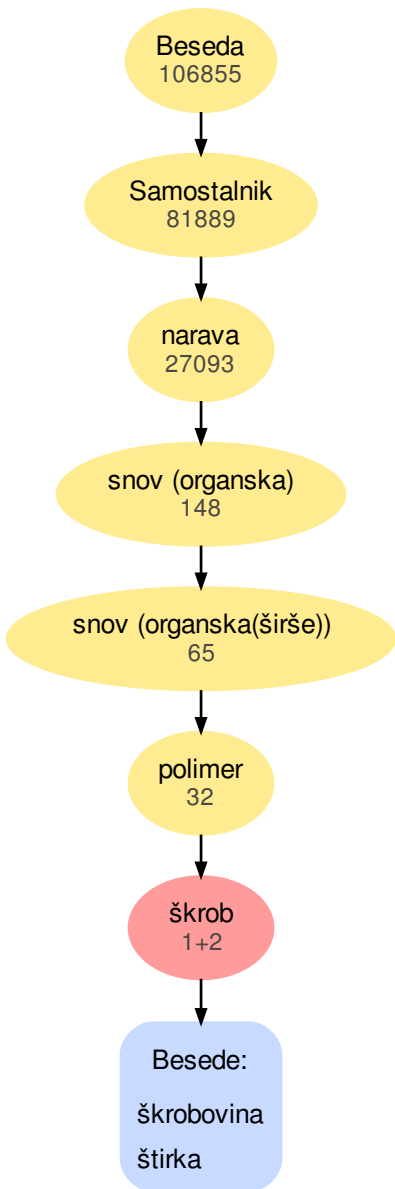 Beseda
106855
Samostalnik
81889
narava
27093
snov (organska)
148
snov (organska(širše))
65
polimer
32
škrob
1+2
Besede:
škrobovina
štirka